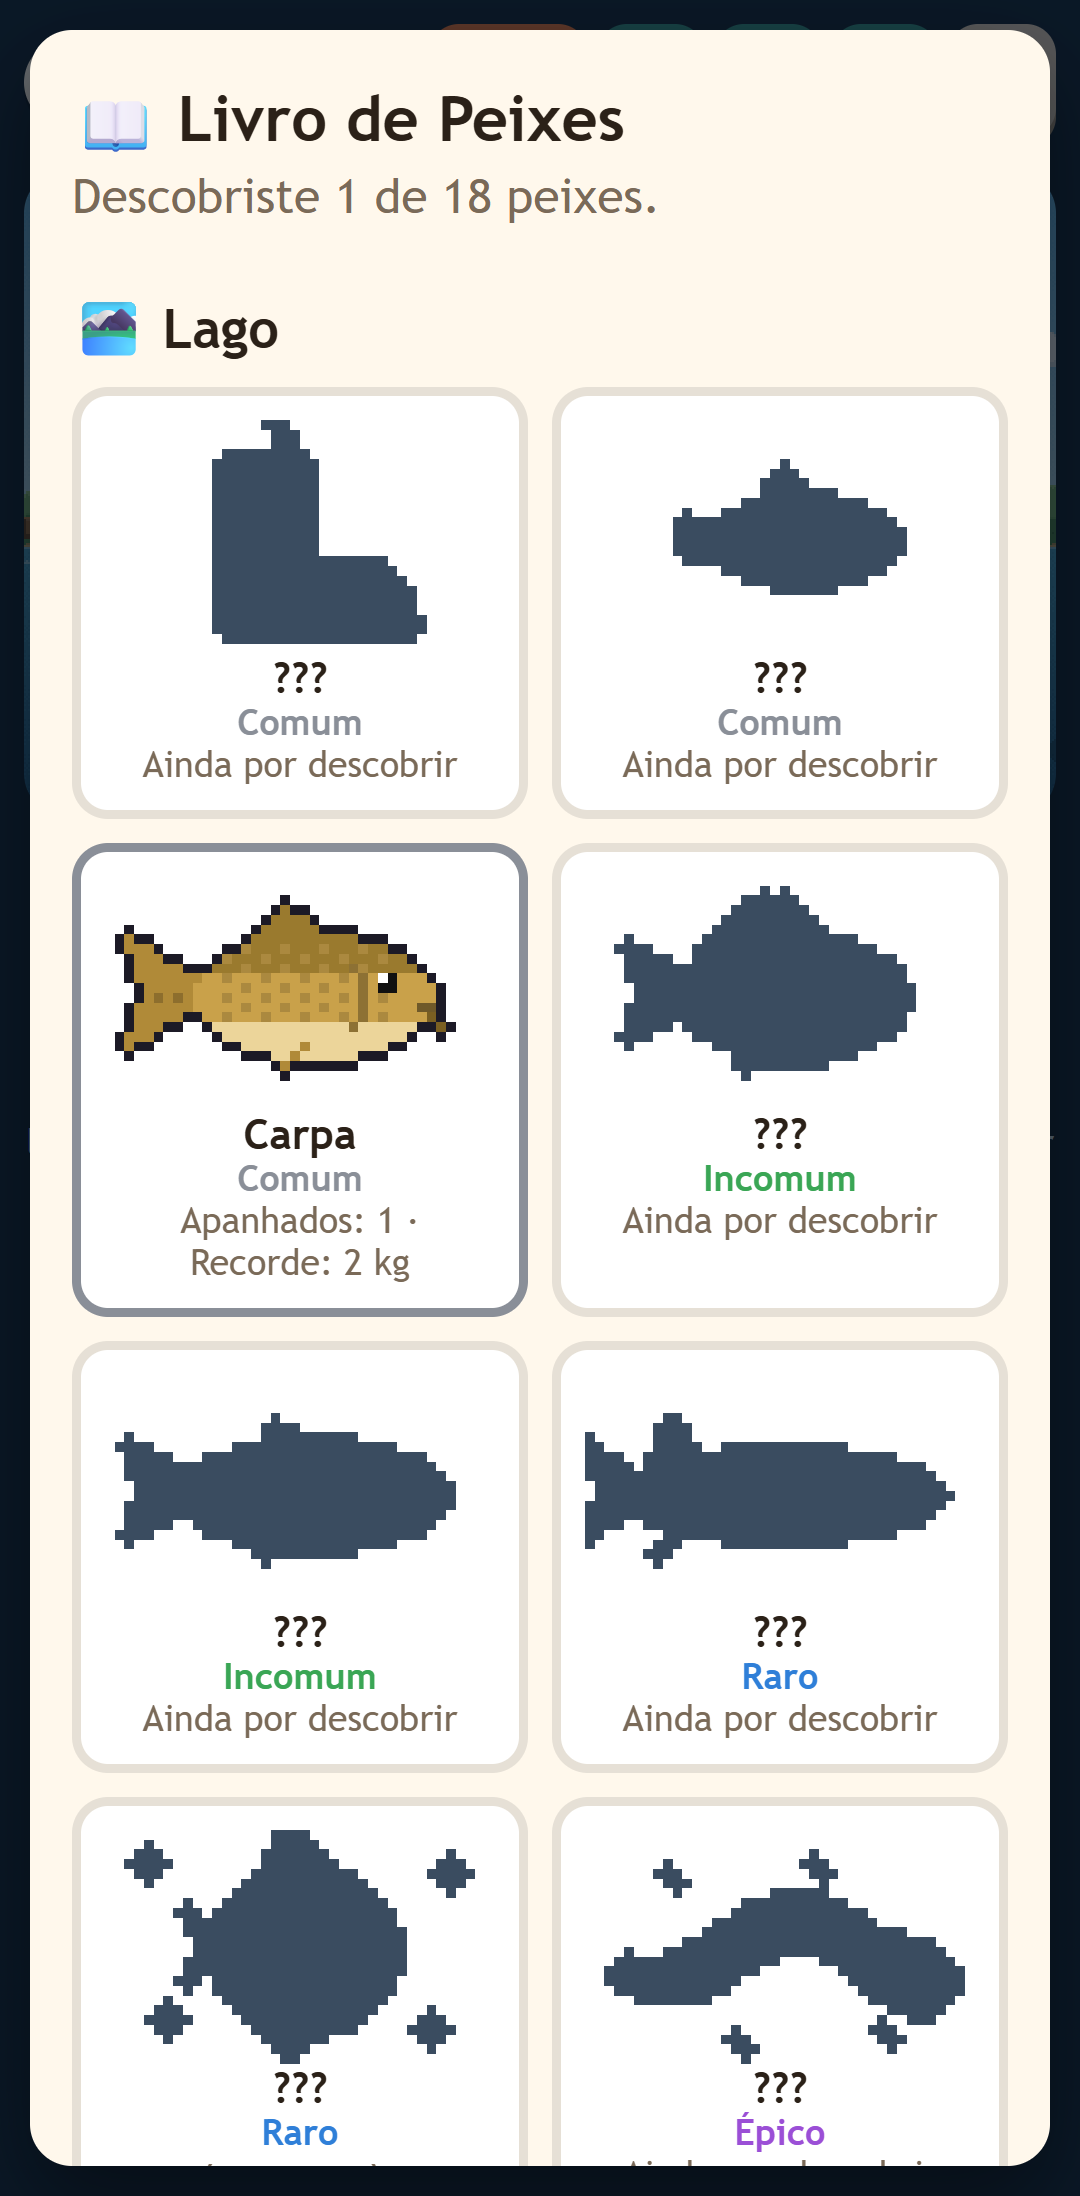 Livro de Peixes
Descobriste 1 de 18 peixes.
Lago
???
Comum
Ainda por descobrir
???
Comum
Ainda por descobrir
Carpa
Comum
Apanhados: 1 ·
Recorde: 2 kg
???
Incomum
Ainda por descobrir
???
Incomum
Ainda por descobrir
???
Raro
Ainda por descobrir
???
Raro
???
Épico